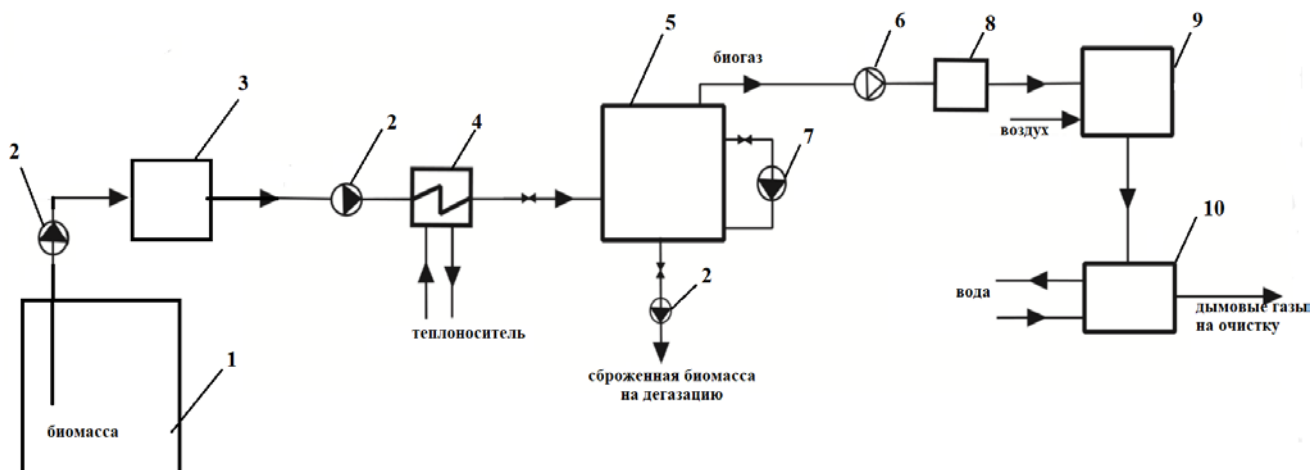 5
6
8
9
биогаз
3
2
4
воздух
7
2
10
2
вода
дымовые газы
на очистку
теплоноситель
1
сброженная биомасса
на дегазацию
биомасса